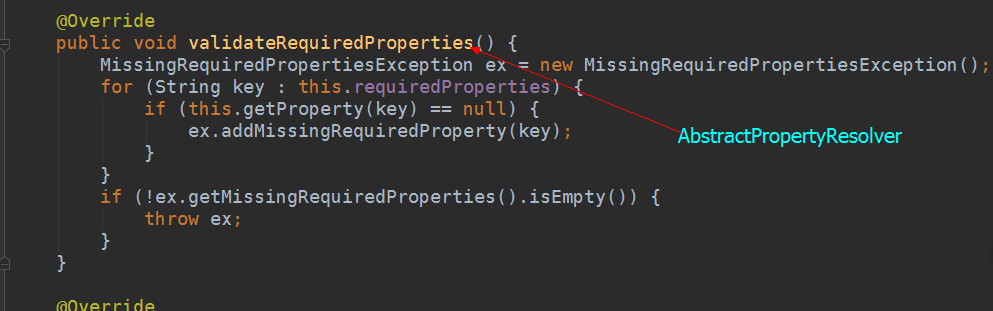 @Override
public void validateRequiredProperties() {
MissingRequiredPropertiesException ex = new MissingRequiredPropertiesException();
for (String key : this.requiredProperties) {
if (this.getProperty(key) == null) {
ex.addMissingRequiredProperty(key);
}
AbstractPropertyResolver
}
if (!ex.getMissingRequiredProperties().isEmpty()) {
throw ex;
}
}
@Override